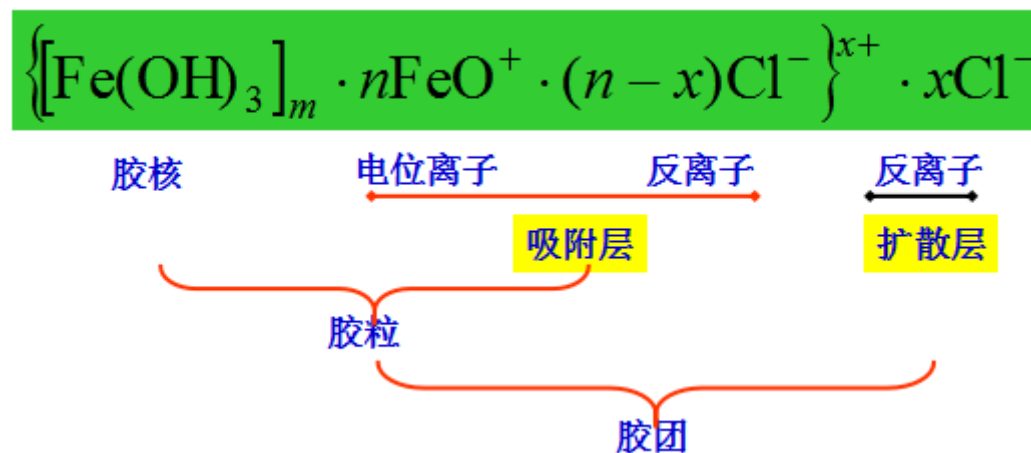 {[Fe(OH)₃]ₘ · nFeO⁺ · (n − x)Cl⁻}ˣ⁺ · xCl⁻
胶核 电位离子 反离子 反离子
吸附层 扩散层
胶粒
胶团